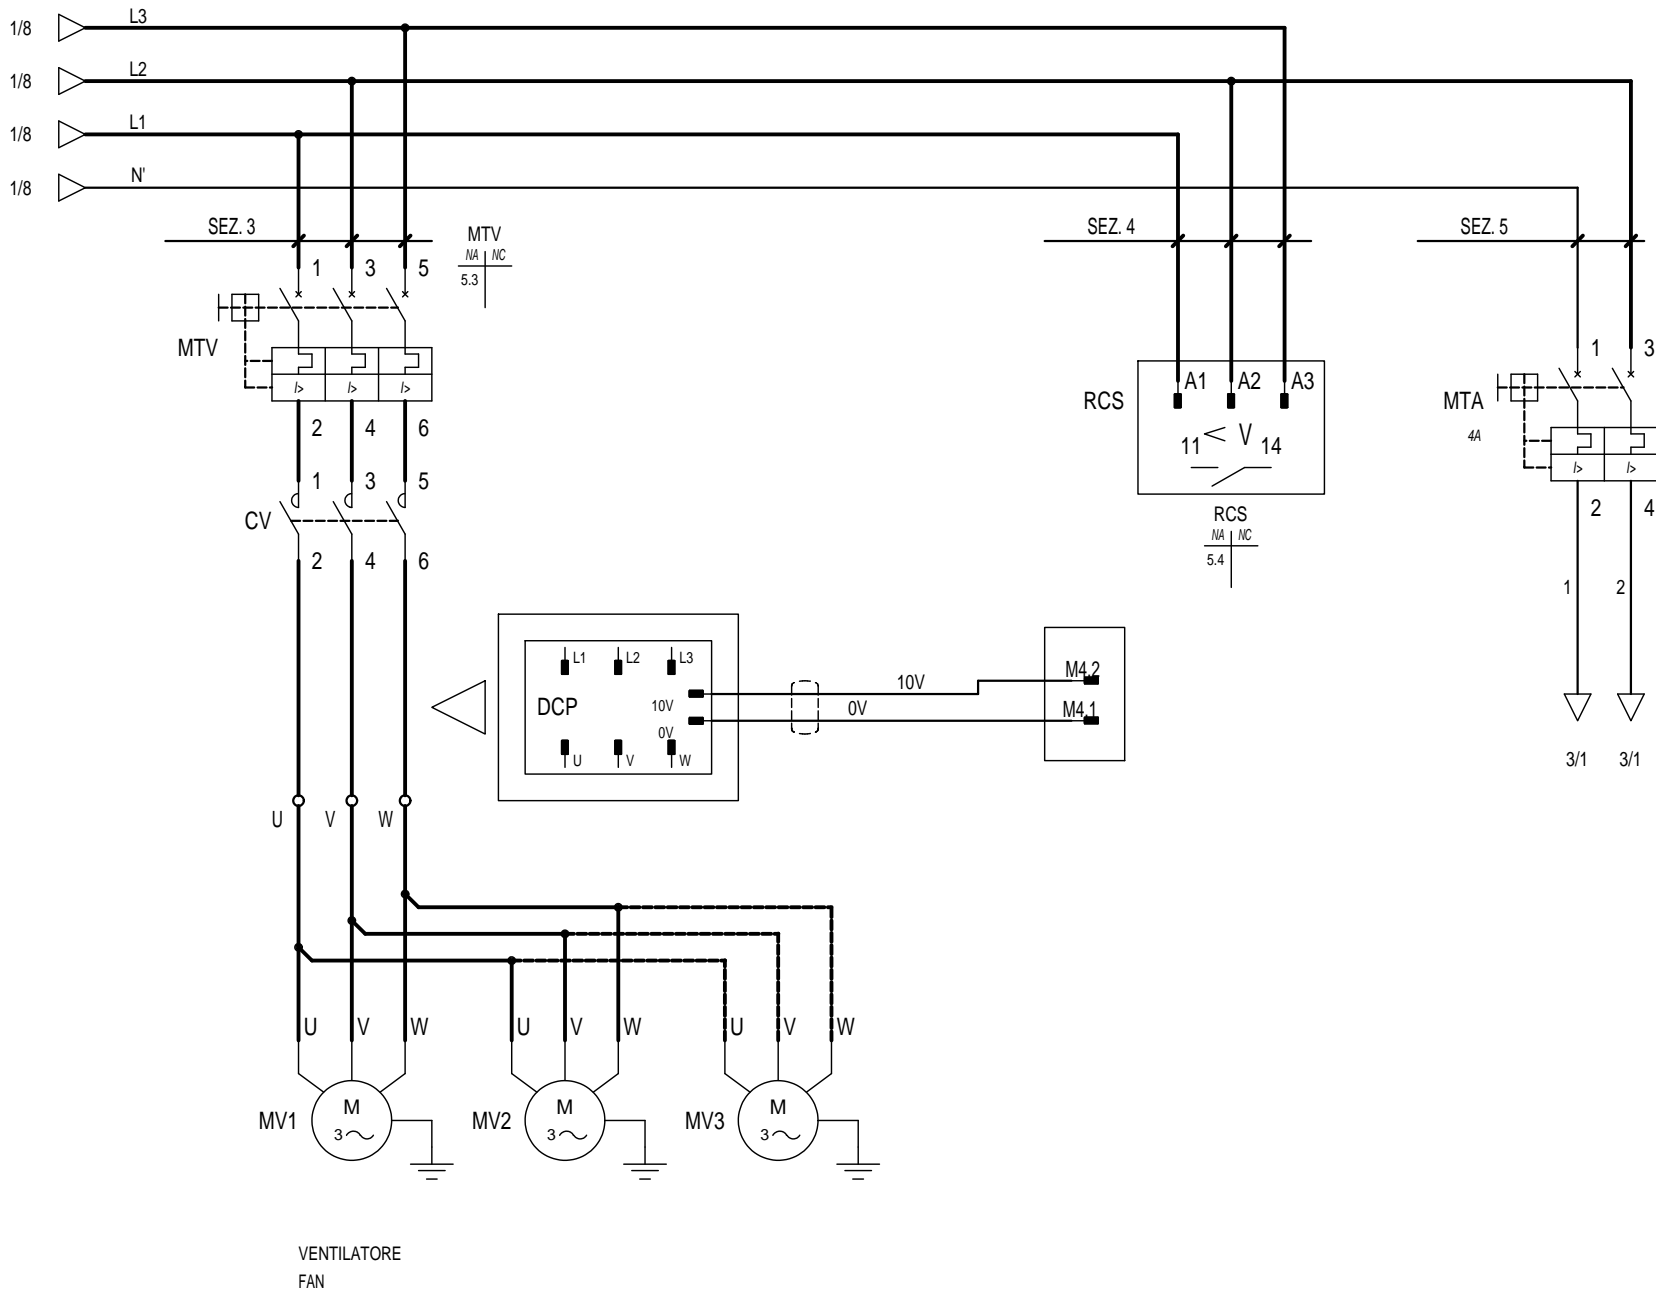 1/8 L3
1/8 L2
1/8 L1
1/8 N'
SEZ. 3 SEZ. 4 SEZ. 5
MTV
NA NC
5.3
1 3 5
MTV
I> I> I>
2 4 6
1 3 5
CV
2 4 6
RCS A1 A2 A3
11 < V 14
RCS
NA NC
5.4
1 3
MTA
4A
I> I>
2 4
1 2
3/1 3/1
L1 L2 L3
DCP 10V
0V
U V W
10V M4.2
0V M4.1
U V W
U V W U V W U V W
MV1 M 3 MV2 M 3 MV3 M 3
VENTILATORE
FAN